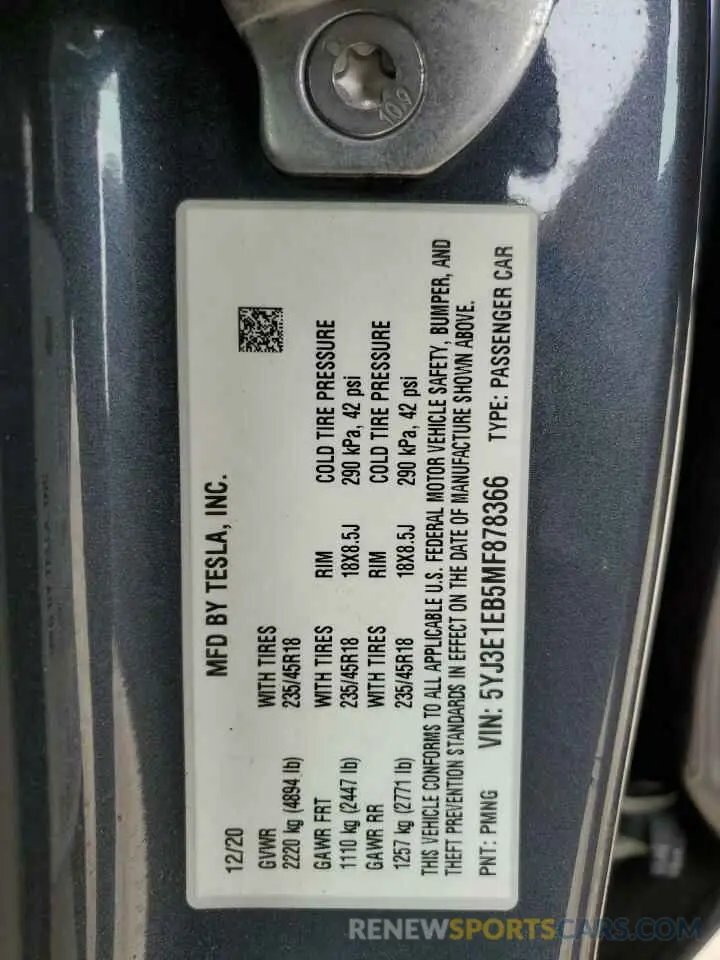 10.9
MFD BY TESLA, INC.
12/20
GVWR WITH TIRES
2220 kg (4894 lb) 235/45R18
GAWR FRT WITH TIRES RIM COLD TIRE PRESSURE
1110 kg (2447 lb) 235/45R18 18X8.5J 290 kPa, 42 psi
GAWR RR WITH TIRES RIM COLD TIRE PRESSURE
1257 kg (2771 lb) 235/45R18 18X8.5J 290 kPa, 42 psi
THIS VEHICLE CONFORMS TO ALL APPLICABLE U.S. FEDERAL MOTOR VEHICLE SAFETY, BUMPER, AND
THEFT PREVENTION STANDARDS IN EFFECT ON THE DATE OF MANUFACTURE SHOWN ABOVE.
PNT: PMNG VIN: 5YJ3E1EB5MF878366 TYPE: PASSENGER CAR
RENEWSPORTSCARS.COM